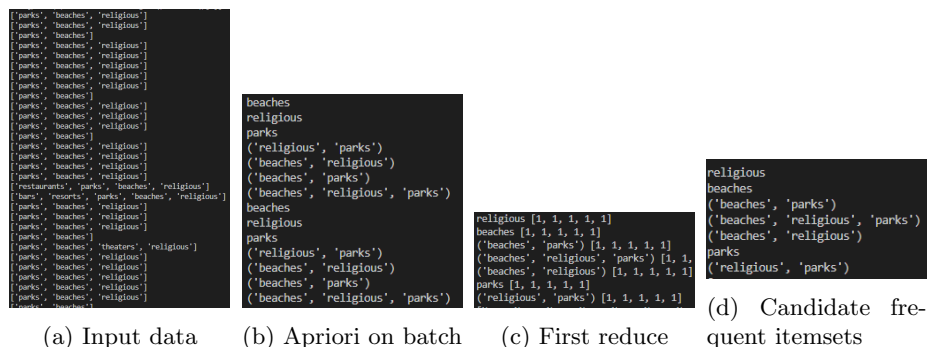 ['parks', 'beaches', 'religious']
['parks', 'beaches', 'religious']
['parks', 'beaches']
['parks', 'beaches', 'religious']
['parks', 'beaches', 'religious']
['parks', 'beaches', 'religious']
['parks', 'beaches', 'religious']
['parks', 'beaches', 'religious']
['parks', 'beaches']
['parks', 'beaches', 'religious']
['parks', 'beaches', 'religious']
['parks', 'beaches', 'religious']
['parks', 'beaches']
['parks', 'beaches', 'religious']
['parks', 'beaches', 'religious']
['parks', 'beaches', 'religious']
['parks', 'beaches', 'religious']
['restaurants', 'parks', 'beaches', 'religious']
['bars', 'resorts', 'parks', 'beaches', 'religious']
['parks', 'beaches', 'religious']
['parks', 'beaches', 'religious']
['parks', 'beaches', 'religious']
['parks', 'beaches']
['parks', 'beaches', 'theaters', 'religious']
['parks', 'beaches', 'religious']
['parks', 'beaches', 'religious']
['parks', 'beaches', 'religious']
['parks', 'beaches', 'religious']
['parks', 'beaches', 'religious']
['parks', 'beaches']
(a) Input data
beaches
religious
parks
('religious', 'parks')
('beaches', 'religious')
('beaches', 'parks')
('beaches', 'religious', 'parks')
beaches
religious
parks
('religious', 'parks')
('beaches', 'religious')
('beaches', 'parks')
('beaches', 'religious', 'parks')
(b) Apriori on batch
religious [1, 1, 1, 1, 1]
beaches [1, 1, 1, 1, 1]
('beaches', 'parks') [1, 1, 1, 1, 1]
('beaches', 'religious', 'parks') [1, 1,
('beaches', 'religious') [1, 1, 1, 1, 1]
parks [1, 1, 1, 1, 1]
('religious', 'parks') [1, 1, 1, 1, 1]
(c) First reduce
religious
beaches
('beaches', 'parks')
('beaches', 'religious', 'parks')
('beaches', 'religious')
parks
('religious', 'parks')
(d) Candidate fre-
quent itemsets